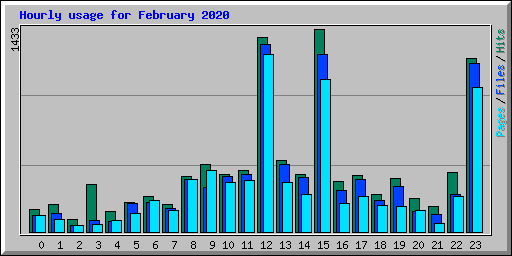 Hourly usage for February 2020
1433
Pages/Files/Hits
0 1 2 3 4 5 6 7 8 9 10 11 12 13 14 15 16 17 18 19 20 21 22 23